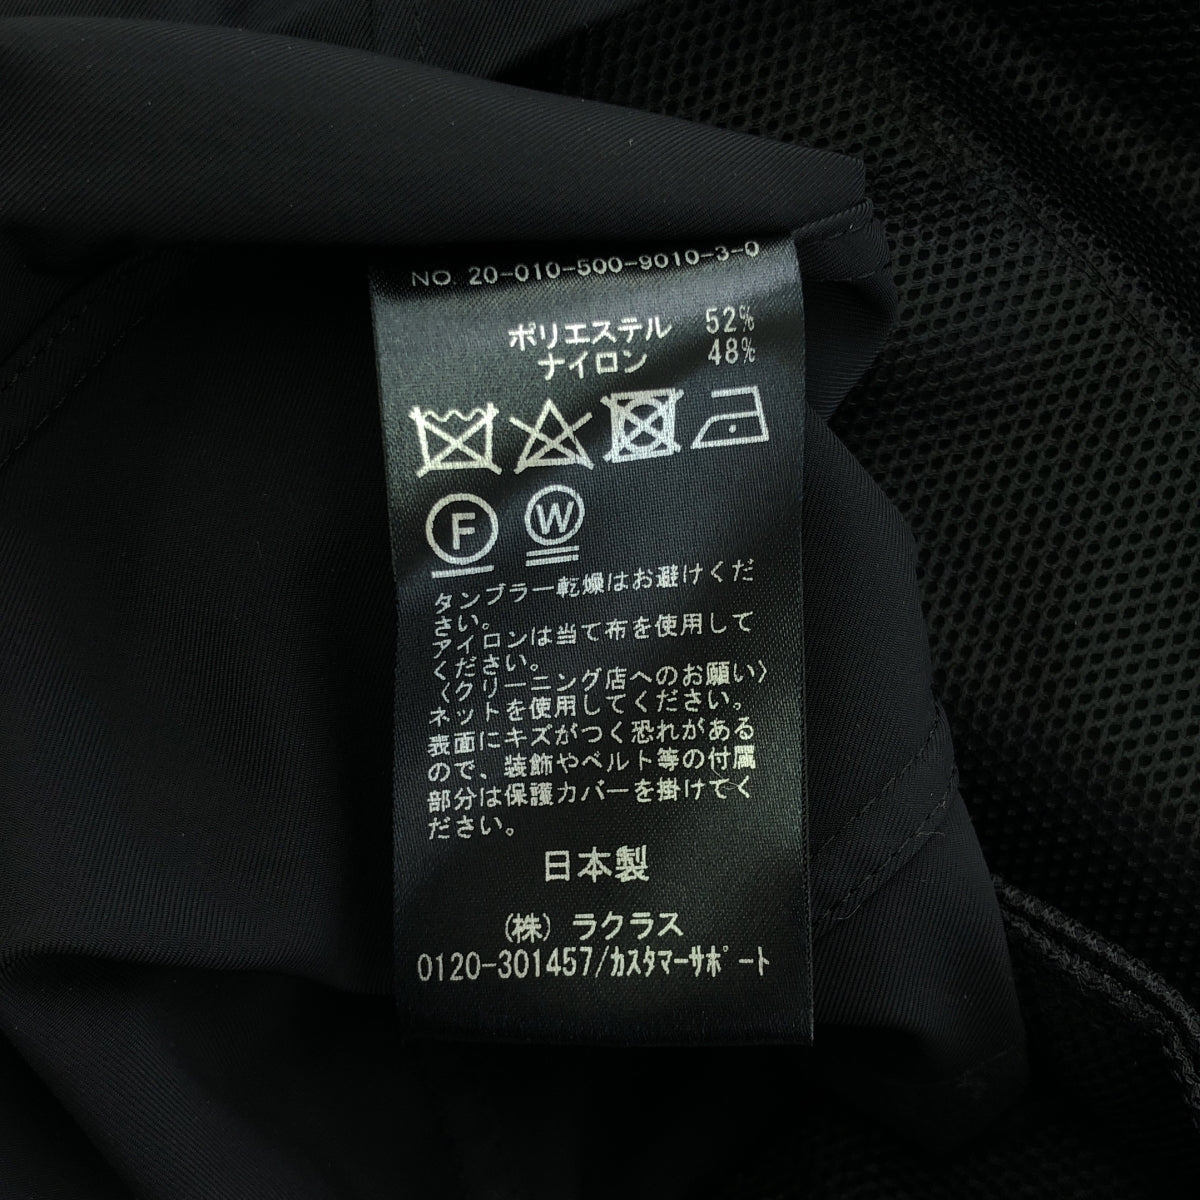 NO. 20-010-500-9010-3-0
ポリエステル 52%
ナイロン 48%
F W
タンブラー乾燥はお避けくだ
さい。
アイロンは当て布を使用して
ください。
〈クリーニング店へのお願い〉
ネットを使用してください。
表面にキズがつく恐れがある
ので、装飾やベルト等の付属
部分は保護カバーを掛けてく
ださい。
日本製
(株) ラクラス
0120-301457/ｶｽﾀﾏｰｻﾎﾟｰﾄ